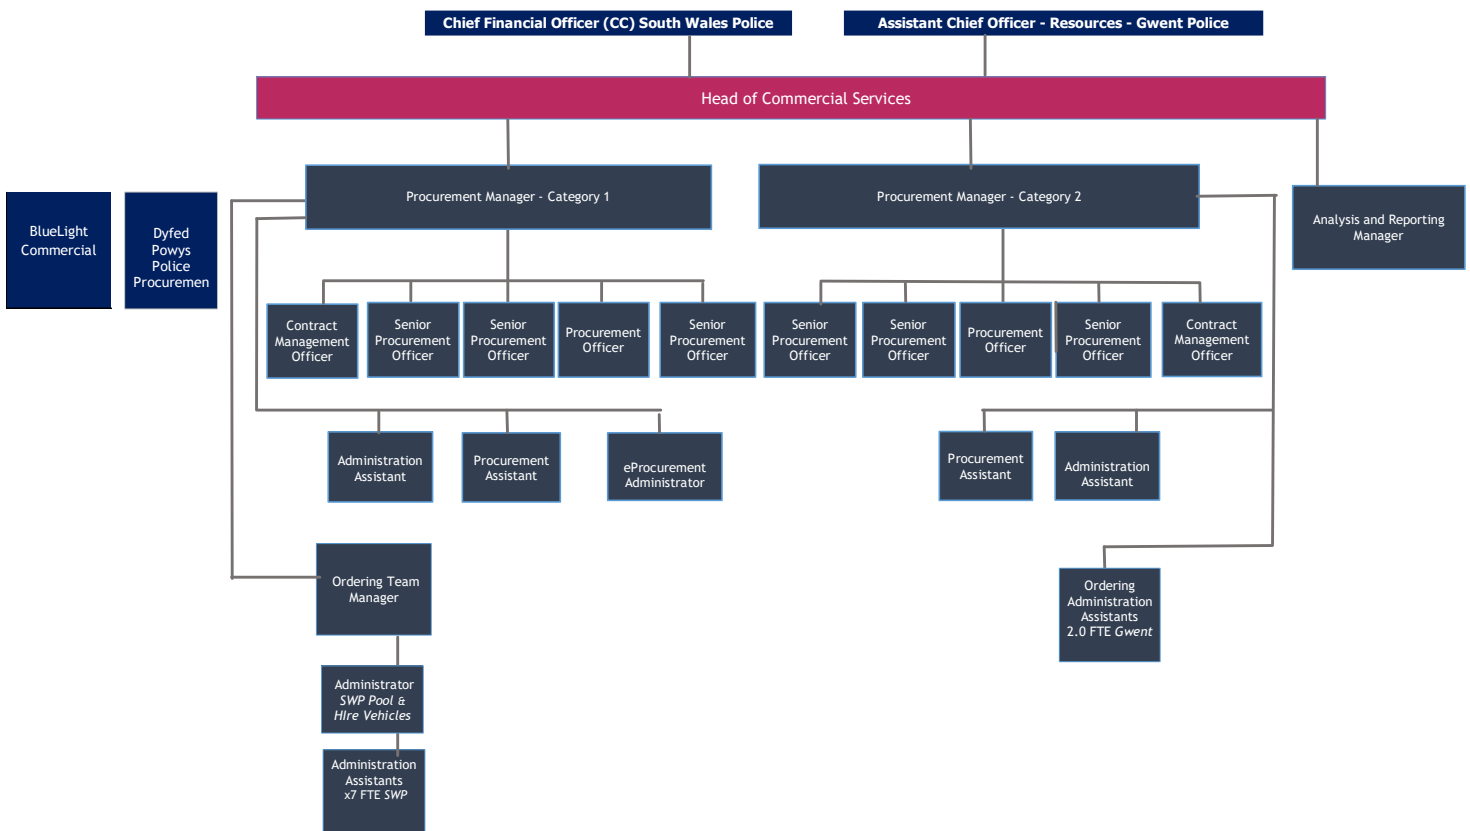 Chief Financial Officer (CC) South Wales Police
Assistant Chief Officer - Resources - Gwent Police
Head of Commercial Services
Procurement Manager - Category 1
Procurement Manager - Category 2
Analysis and Reporting
Manager
BlueLight
Commercial
Dyfed
Powys
Police
Procuremen
Contract
Management
Officer
Senior
Procurement
Officer
Senior
Procurement
Officer
Procurement
Officer
Senior
Procurement
Officer
Senior
Procurement
Officer
Senior
Procurement
Officer
Procurement
Officer
Senior
Procurement
Officer
Contract
Management
Officer
Administration
Assistant
Procurement
Assistant
eProcurement
Administrator
Procurement
Assistant
Administration
Assistant
Ordering Team
Manager
Ordering
Administration
Assistants
2.0 FTE Gwent
Administrator
SWP Pool &
HIre Vehicles
Administration
Assistants
x7 FTE SWP